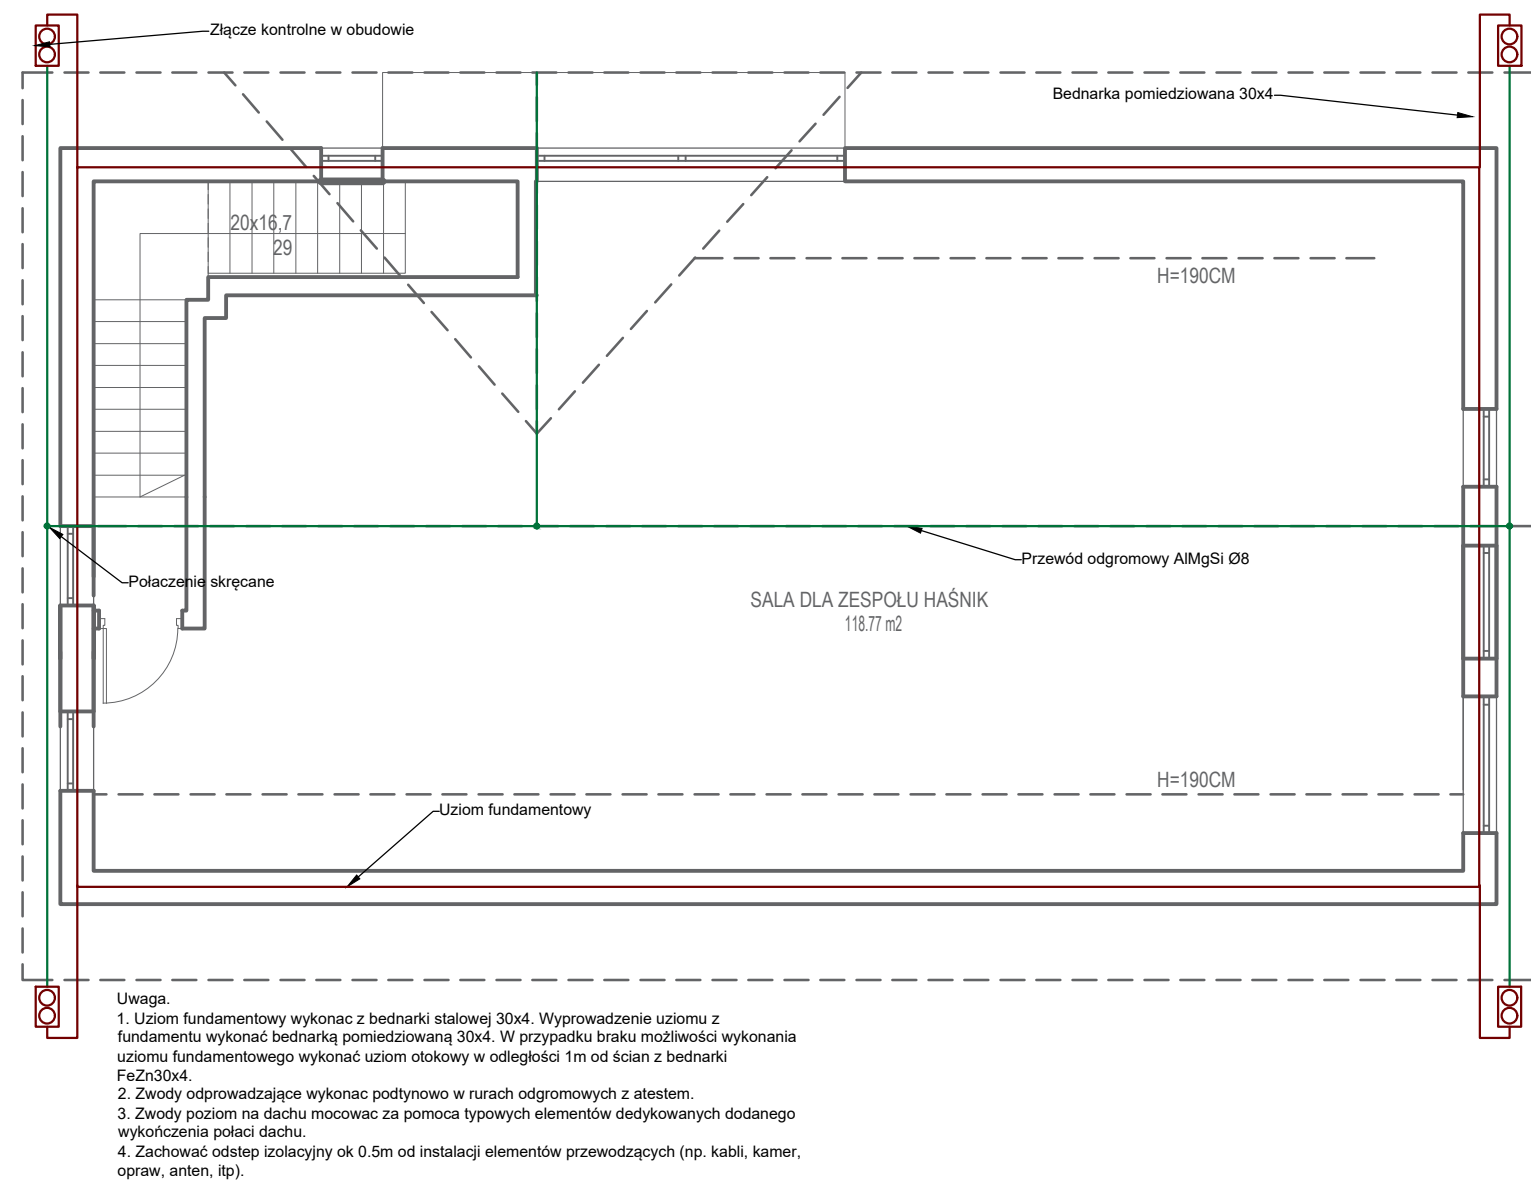 Złącze kontrolne w obudowie
Bednarka pomiedziowana 30x4
20x16,7
29
H=190CM
Przewód odgromowy AlMgSi Ø8
Połaczenie skręcane
SALA DLA ZESPOŁU HAŚNIK
118.77 m2
H=190CM
Uziom fundamentowy
Uwaga.
1. Uziom fundamentowy wykonac z bednarki stalowej 30x4. Wyprowadzenie uziomu z
fundamentu wykonać bednarką pomiedziowaną 30x4. W przypadku braku możliwości wykonania
uziomu fundamentowego wykonać uziom otokowy w odległości 1m od ścian z bednarki
FeZn30x4.
2. Zwody odprowadzające wykonac podtynowo w rurach odgromowych z atestem.
3. Zwody poziom na dachu mocowac za pomoca typowych elementów dedykowanych dodanego
wykończenia połaci dachu.
4. Zachować odstep izolacyjny ok 0.5m od instalacji elementów przewodzących (np. kabli, kamer,
opraw, anten, itp).